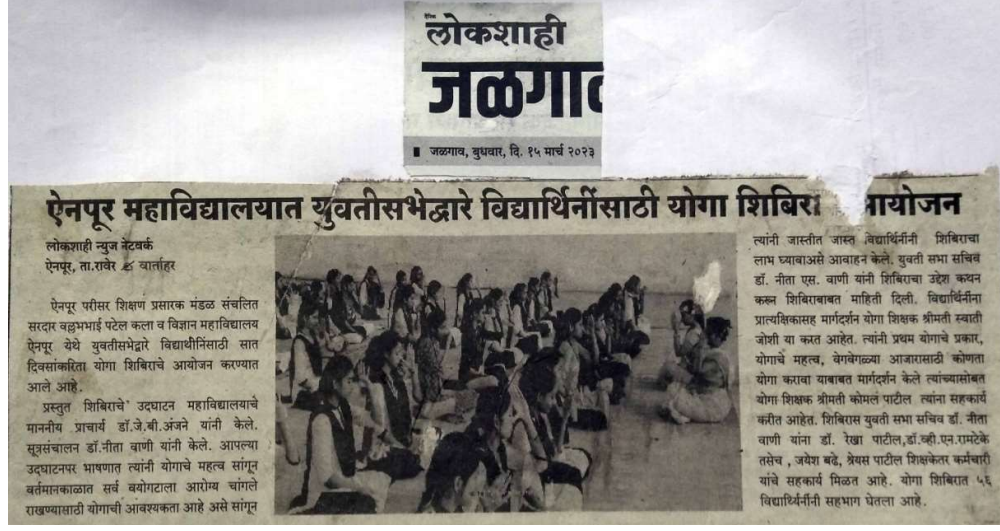 दैनिक
लोकशाही
जळगाव
जळगाव, बुधवार, दि. १५ मार्च २०२३
ऐनपूर महाविद्यालयात युवतीसभेद्वारे विद्यार्थिनींसाठी योगा शिबिरा आयोजन
लोकशाही न्युज नेटवर्क
ऐनपूर, ता.रावेर वार्ताहर
ऐनपूर परीसर शिक्षण प्रसारक मंडळ संचलित
सरदार वल्लभभाई पटेल कला व विज्ञान महाविद्यालय
ऐनपूर येथे युवतीसभेद्वारे विद्यार्थीनींसाठी सात
दिवसांकरिता योगा शिबिराचे आयोजन करण्यात
आले आहे.
प्रस्तुत शिबिराचे उदघाटन महाविद्यालयाचे
माननीय प्राचार्य डॉ.जे.बी.अंजने यांनी केले.
सूत्रसंचालन डॉ.नीता वाणी यांनी केले. आपल्या
उदघाटनपर भाषणात त्यांनी योगाचे महत्व सांगून
वर्तमानकाळात सर्व वयोगटाला आरोग्य चांगले
राखण्यासाठी योगाची आवश्यकता आहे असे सांगून
त्यांनी जास्तीत जास्त विद्यार्थिनींनी शिबिराचा
लाभ घ्यावाअसे आवाहन केले. युवती सभा सचिव
डॉ. नीता एस. वाणी यांनी शिबिराचा उद्देश कथन
करून शिबिराबाबत माहिती दिली. विद्यार्थिनींना
प्रात्यक्षिकासह मार्गदर्शन योगा शिक्षक श्रीमती स्वाती
जोशी या करत आहेत. त्यांनी प्रथम योगाचे प्रकार,
योगाचे महत्व, वेगवेगळ्या आजारासाठी कोणता
योगा करावा याबाबत मार्गदर्शन केले त्यांच्यासोबत
योगा शिक्षक श्रीमती कोमल पाटील त्यांना सहकार्य
करीत आहेत. शिबिरास युवती सभा सचिव डॉ. नीता
वाणी यांना डॉ. रेखा पाटील,डॉ.व्ही.एन.रामटेके
तसेच , जयेश बढे, श्रेयस पाटील शिक्षकेतर कर्मचारी
यांचे सहकार्य मिळत आहे. योगा शिबिरात ५६
विद्यार्थिनींनी सहभाग घेतला आहे.